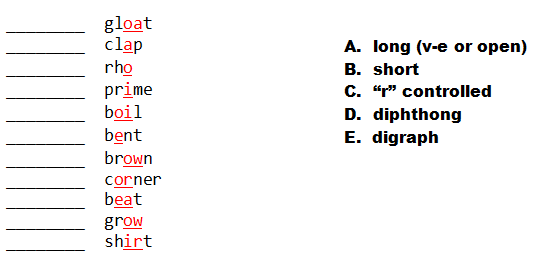 ________ gloat
________ clap
________ rho
________ prime
________ boil
________ bent
________ brown
________ corner
________ beat
________ grow
________ shirt
A. long (v-e or open)
B. short
C. “r” controlled
D. diphthong
E. digraph